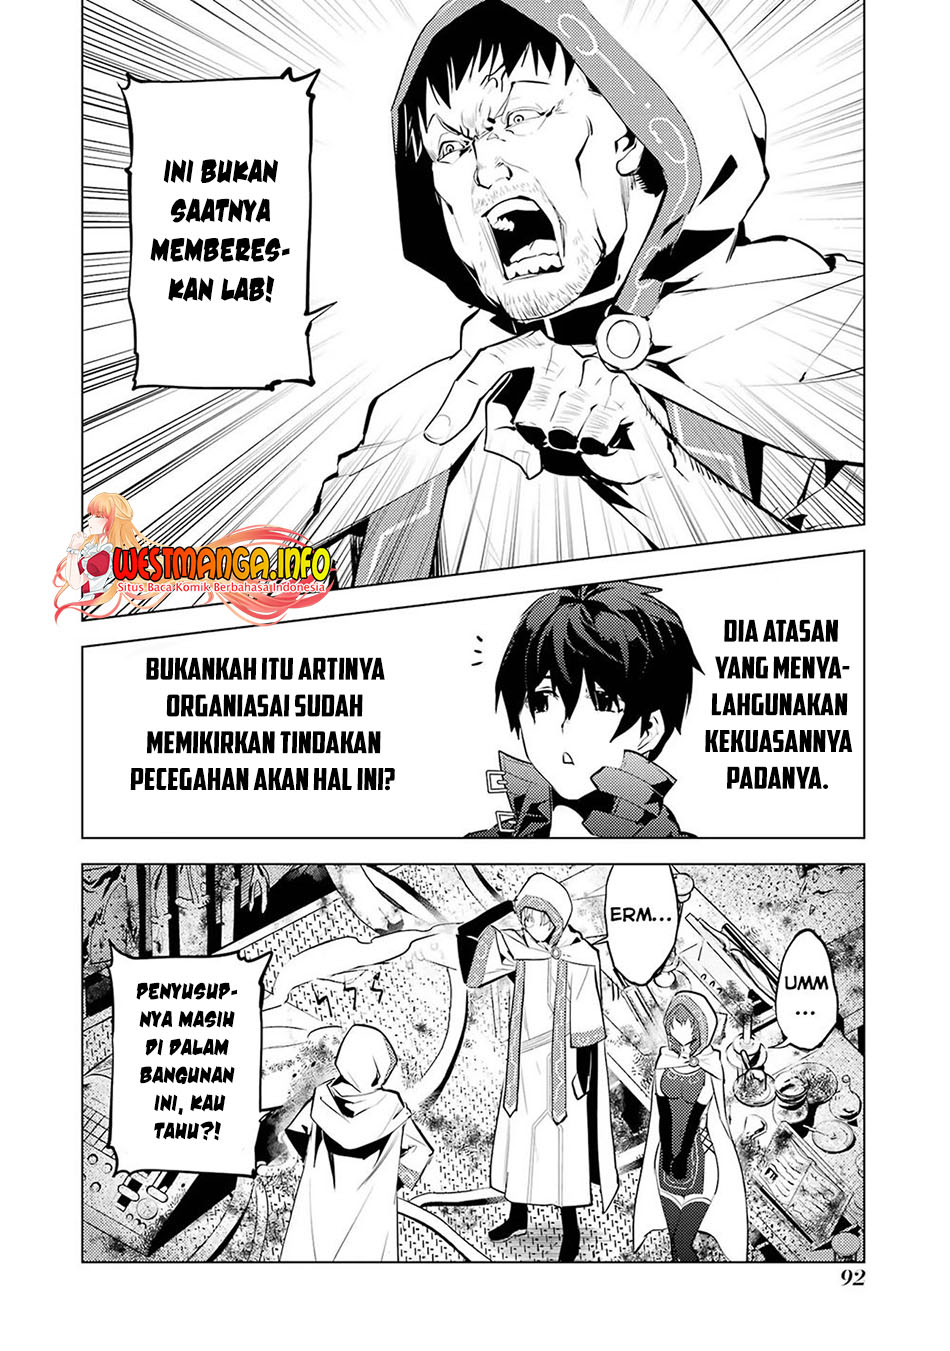 INI BUKAN
SAATNYA
MEMBERES-
KAN LAB!
WESTMANGA.INFO
Situs Baca Komik Berbahasa Indonesia
DIA ATASAN
YANG MENYA-
LAHGUNAKAN
KEKUASANNYA
PADANYA.
BUKANKAH ITU ARTINYA
ORGANIASAI SUDAH
MEMIKIRKAN TINDAKAN
PECEGAHAN AKAN HAL INI?
ERM...
UMM
...
PENYUSUP-
NYA MASIH
DI DALAM
BANGUNAN
INI, KAU
TAHU?!
92